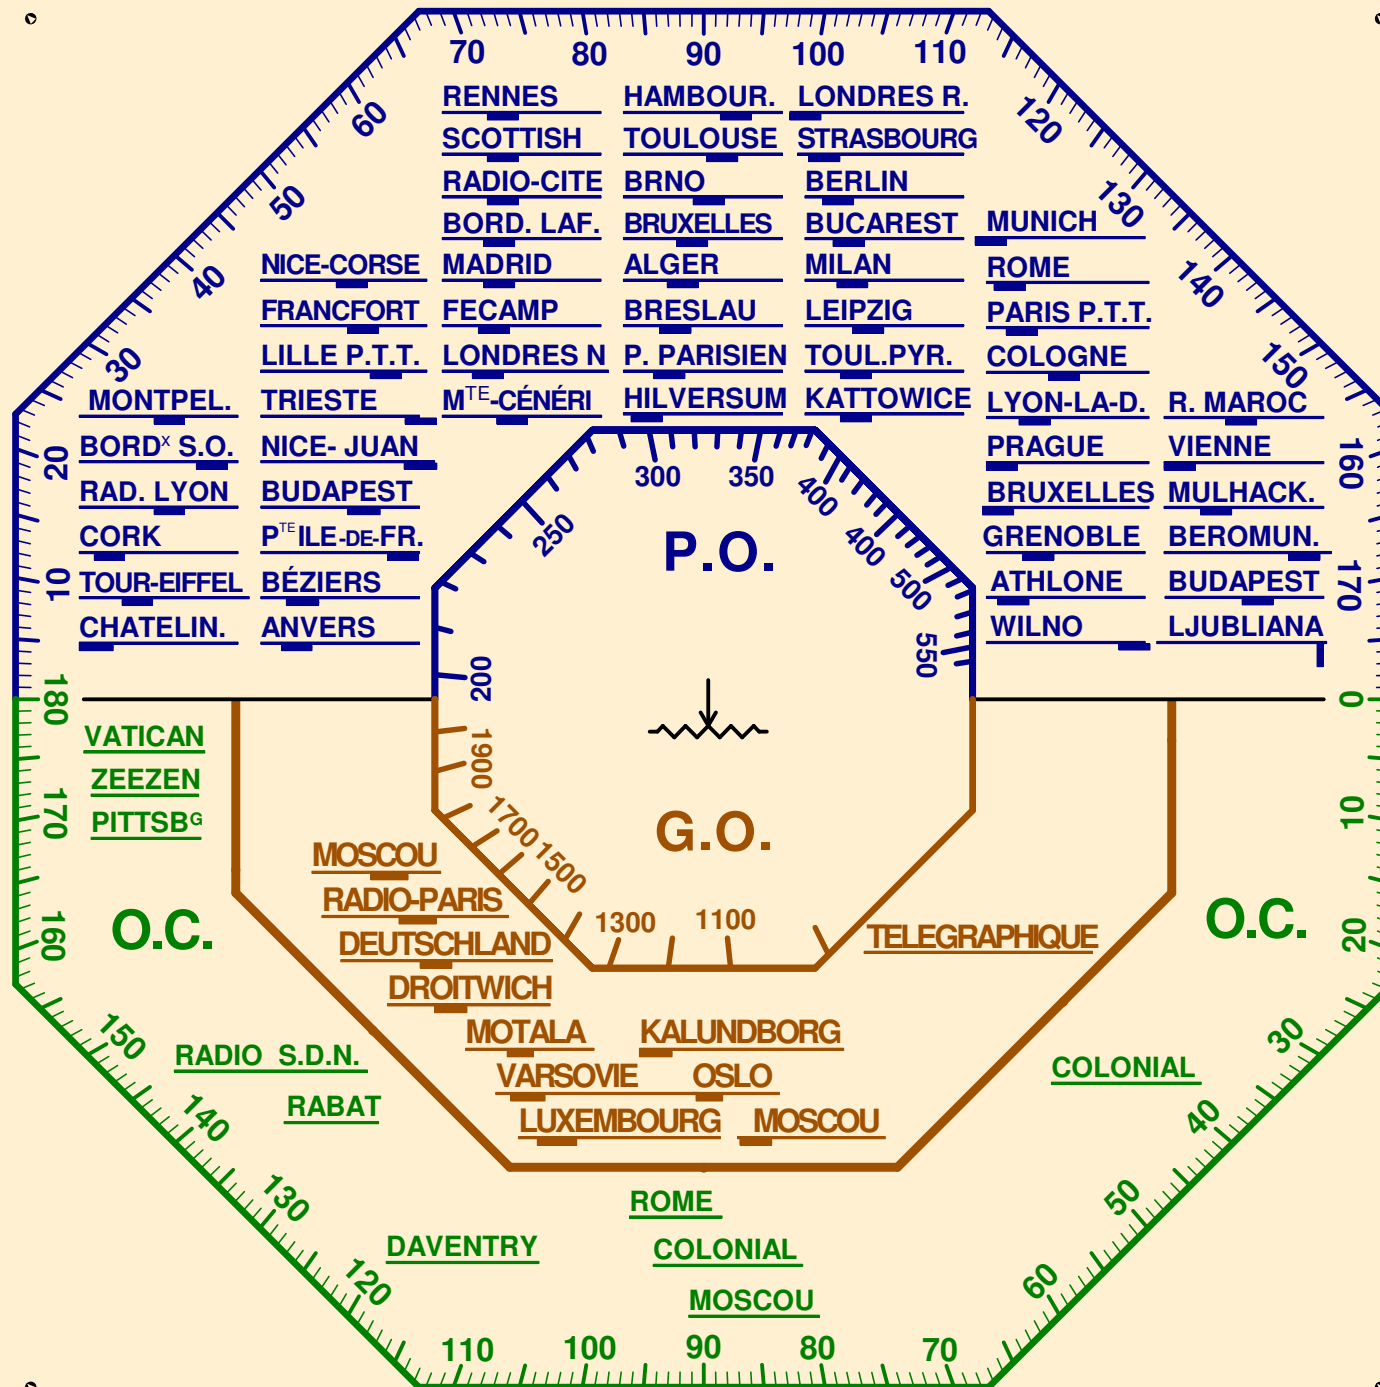 70 80 90 100 110
60 120
50 130
40 140
30 150
20 160
10 170
180 0
RENNES
SCOTTISH
RADIO-CITE
BORD. LAF.
MADRID
FECAMP
LONDRES N
MTE-CÉNÉRI
HAMBOUR.
TOULOUSE
BRNO
BRUXELLES
ALGER
BRESLAU
P. PARISIEN
HILVERSUM
LONDRES R.
STRASBOURG
BERLIN
BUCAREST
MILAN
LEIPZIG
TOUL.PYR.
KATTOWICE
NICE-CORSE
FRANCFORT
LILLE P.T.T.
TRIESTE
NICE- JUAN
BUDAPEST
PTE ILE-DE-FR.
BÉZIERS
ANVERS
MONTPEL.
BORDX S.O.
RAD. LYON
CORK
TOUR-EIFFEL
CHATELIN.
MUNICH
ROME
PARIS P.T.T.
COLOGNE
LYON-LA-D.
PRAGUE
BRUXELLES
GRENOBLE
ATHLONE
WILNO
R. MAROC
VIENNE
MULHACK.
BEROMUN.
BUDAPEST
LJUBLIANA
200 250 300 350 400 400 500 550
P.O.
G.O.
1900 1700 1500 1300 1100
VATICAN
ZEEZEN
PITTSBG
O.C.
O.C.
MOSCOU
RADIO-PARIS
DEUTSCHLAND
DROITWICH
MOTALA KALUNDBORG
VARSOVIE OSLO
LUXEMBOURG MOSCOU
TELEGRAPHIQUE
RADIO S.D.N.
RABAT
COLONIAL
ROME
DAVENTRY COLONIAL
MOSCOU
170 10
160 20
150 30
140 40
130 50
120 60
110 100 90 80 70